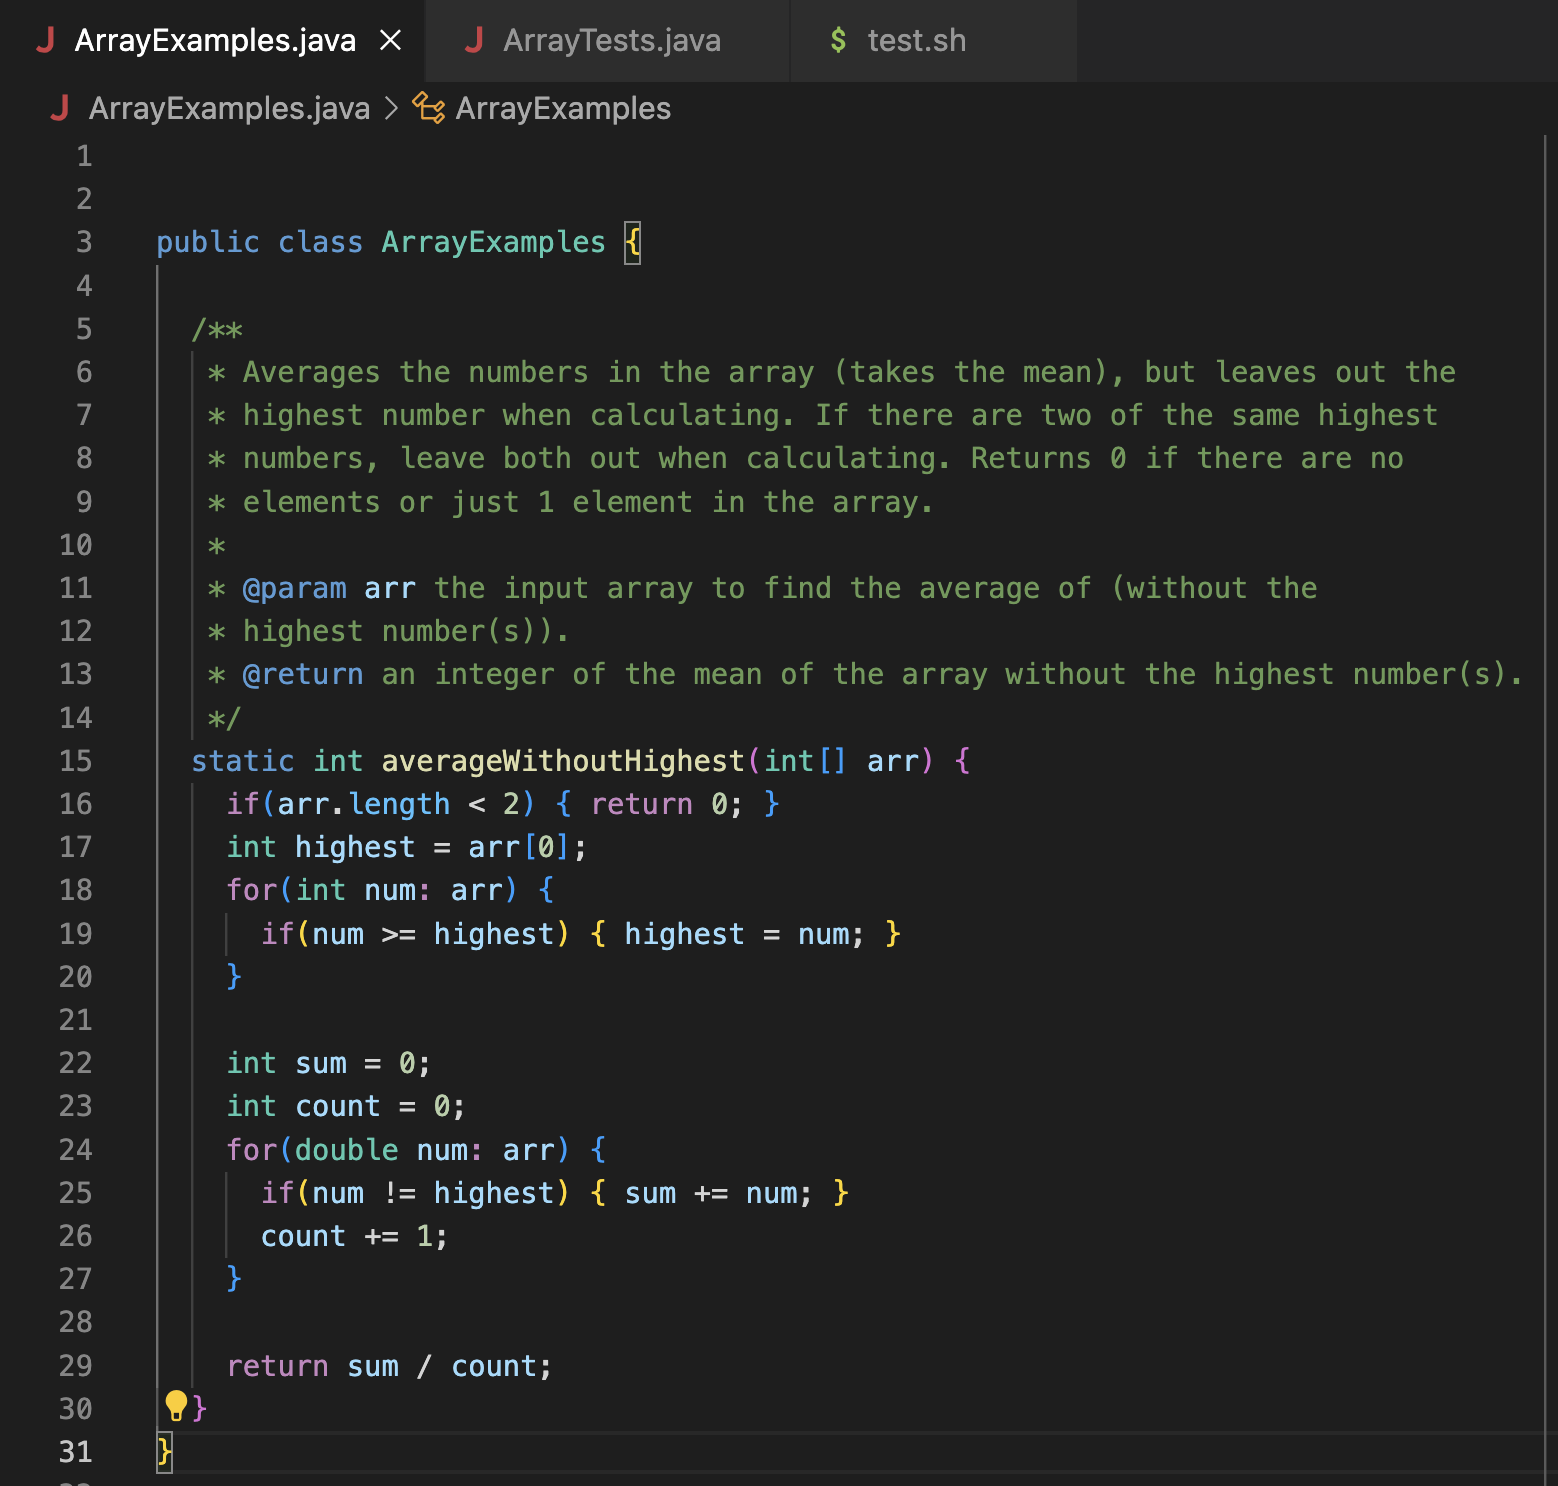 ArrayExamples.java ArrayTests.java $ test.sh
ArrayExamples.java > ArrayExamples
1
2
3 public class ArrayExamples {
4
5 /**
6 * Averages the numbers in the array (takes the mean), but leaves out the
7 * highest number when calculating. If there are two of the same highest
8 * numbers, leave both out when calculating. Returns 0 if there are no
9 * elements or just 1 element in the array.
10 *
11 * @param arr the input array to find the average of (without the
12 * highest number(s)).
13 * @return an integer of the mean of the array without the highest number(s).
14 */
15 static int averageWithoutHighest(int[] arr) {
16 if(arr.length < 2) { return 0; }
17 int highest = arr[0];
18 for(int num: arr) {
19 if(num >= highest) { highest = num; }
20 }
21
22 int sum = 0;
23 int count = 0;
24 for(double num: arr) {
25 if(num != highest) { sum += num; }
26 count += 1;
27 }
28
29 return sum / count;
30 }
31 }